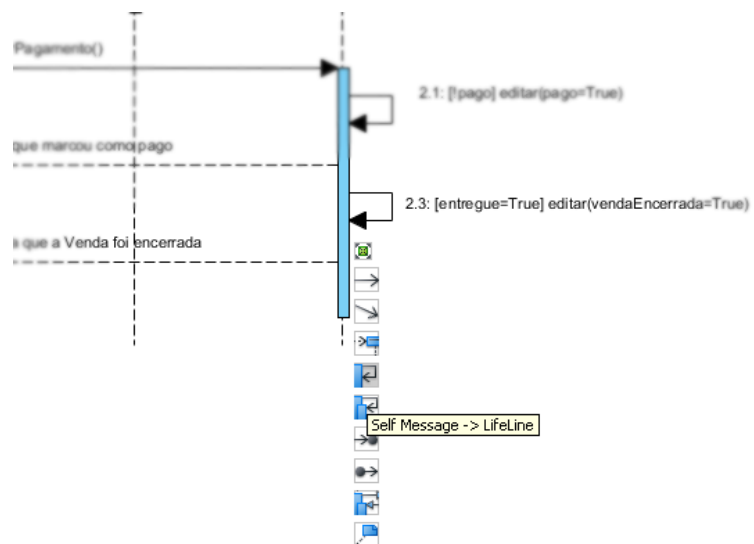 Pagamento()
2.1: [!pago] editar(pago=True)
que marcou como pago
2.3: [entregue=True] editar(vendaEncerrada=True)
a que a Venda foi encerrada
Self Message -> LifeLine